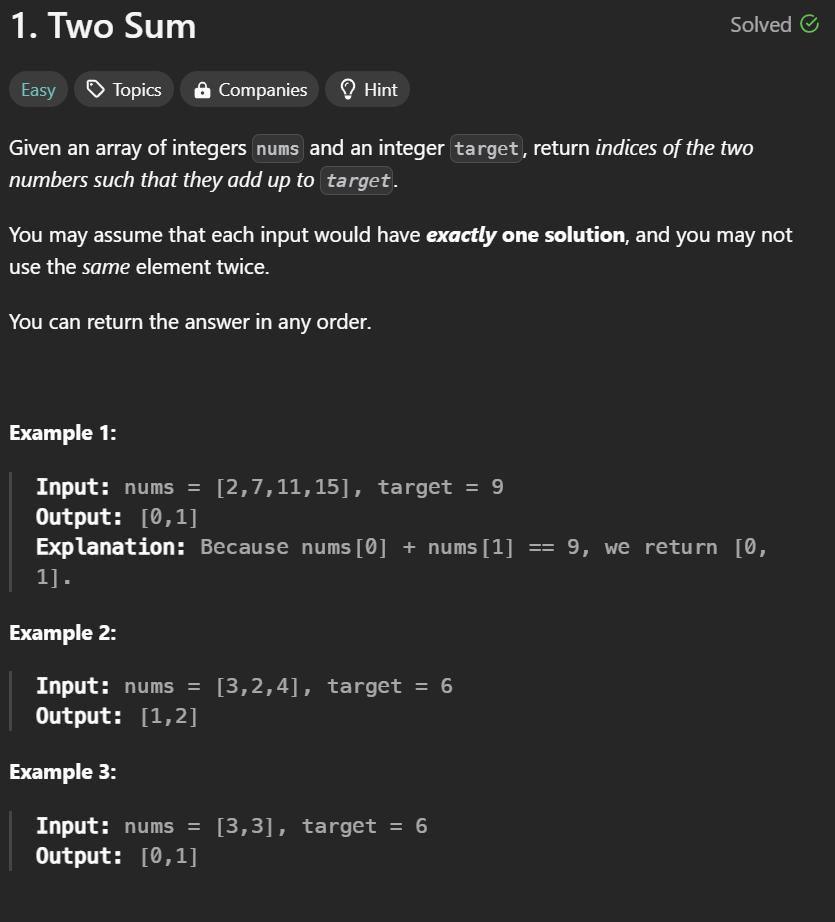 1. Two Sum
Solved
Easy
Topics
Companies
Hint
Given an array of integers nums and an integer target, return indices of the two
numbers such that they add up to target.
You may assume that each input would have exactly one solution, and you may not
use the same element twice.
You can return the answer in any order.
Example 1:
Input: nums = [2,7,11,15], target = 9
Output: [0,1]
Explanation: Because nums[0] + nums[1] == 9, we return [0,
1].
Example 2:
Input: nums = [3,2,4], target = 6
Output: [1,2]
Example 3:
Input: nums = [3,3], target = 6
Output: [0,1]